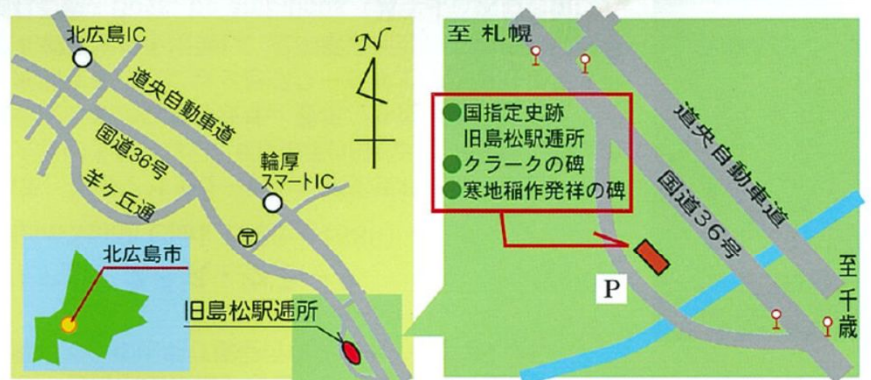 北広島IC
道央自動車道
N
国道36号
羊ヶ丘通
輪厚
スマートIC
〒
北広島市
旧島松駅逓所
至 札幌
●国指定史跡
旧島松駅逓所
●クラークの碑
●寒地稲作発祥の碑
道央自動車道
国道36号
P
至 千歳